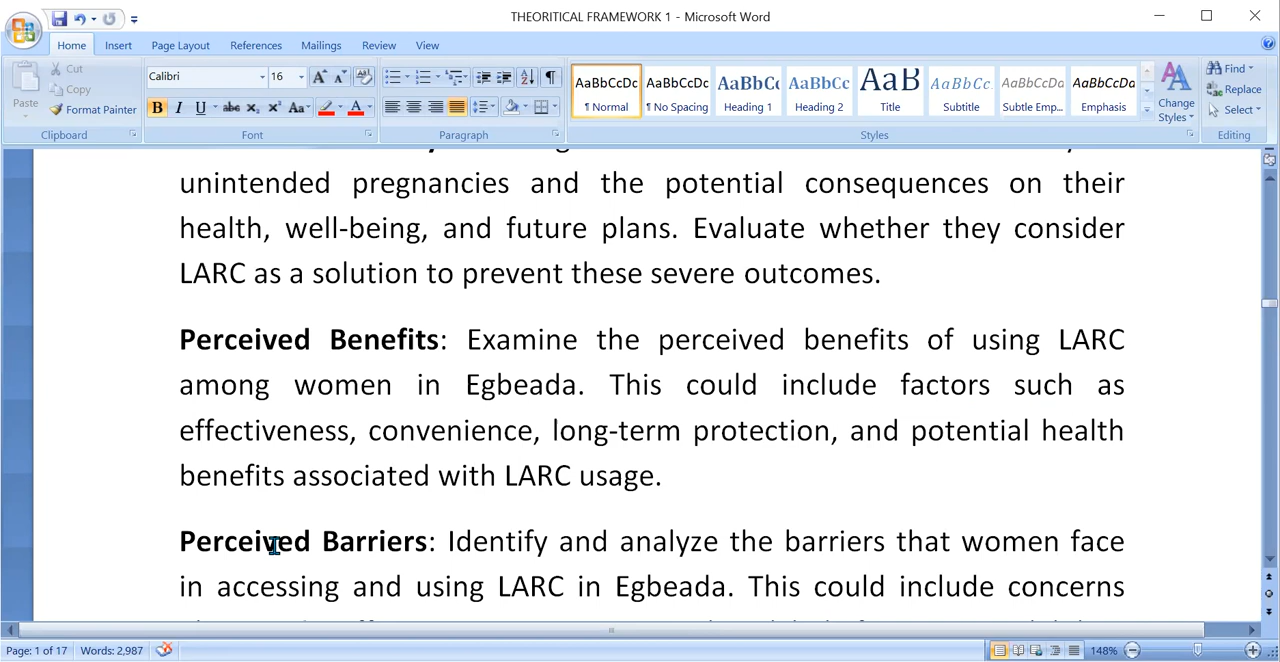 THEORITICAL FRAMEWORK 1 - Microsoft Word
Home Insert Page Layout References Mailings Review View
Paste
Cut
Copy
Format Painter
Clipboard
Calibri 16
B I U abc x₂ x² Aa
Font
Paragraph
AaBbCcDc AaBbCcDc AaBbCc AaBbCc AaB AaBbCc. AaBbCcDc AaBbCcDc
¶ Normal ¶ No Spacing Heading 1 Heading 2 Title Subtitle Subtle Emp... Emphasis
Change Styles
Styles
Find
Replace
Select
Editing
unintended pregnancies and the potential consequences on their
health, well-being, and future plans. Evaluate whether they consider
LARC as a solution to prevent these severe outcomes.
Perceived Benefits: Examine the perceived benefits of using LARC
among women in Egbeada. This could include factors such as
effectiveness, convenience, long-term protection, and potential health
benefits associated with LARC usage.
Perceived Barriers: Identify and analyze the barriers that women face
in accessing and using LARC in Egbeada. This could include concerns
Page: 1 of 17 Words: 2,987 148%